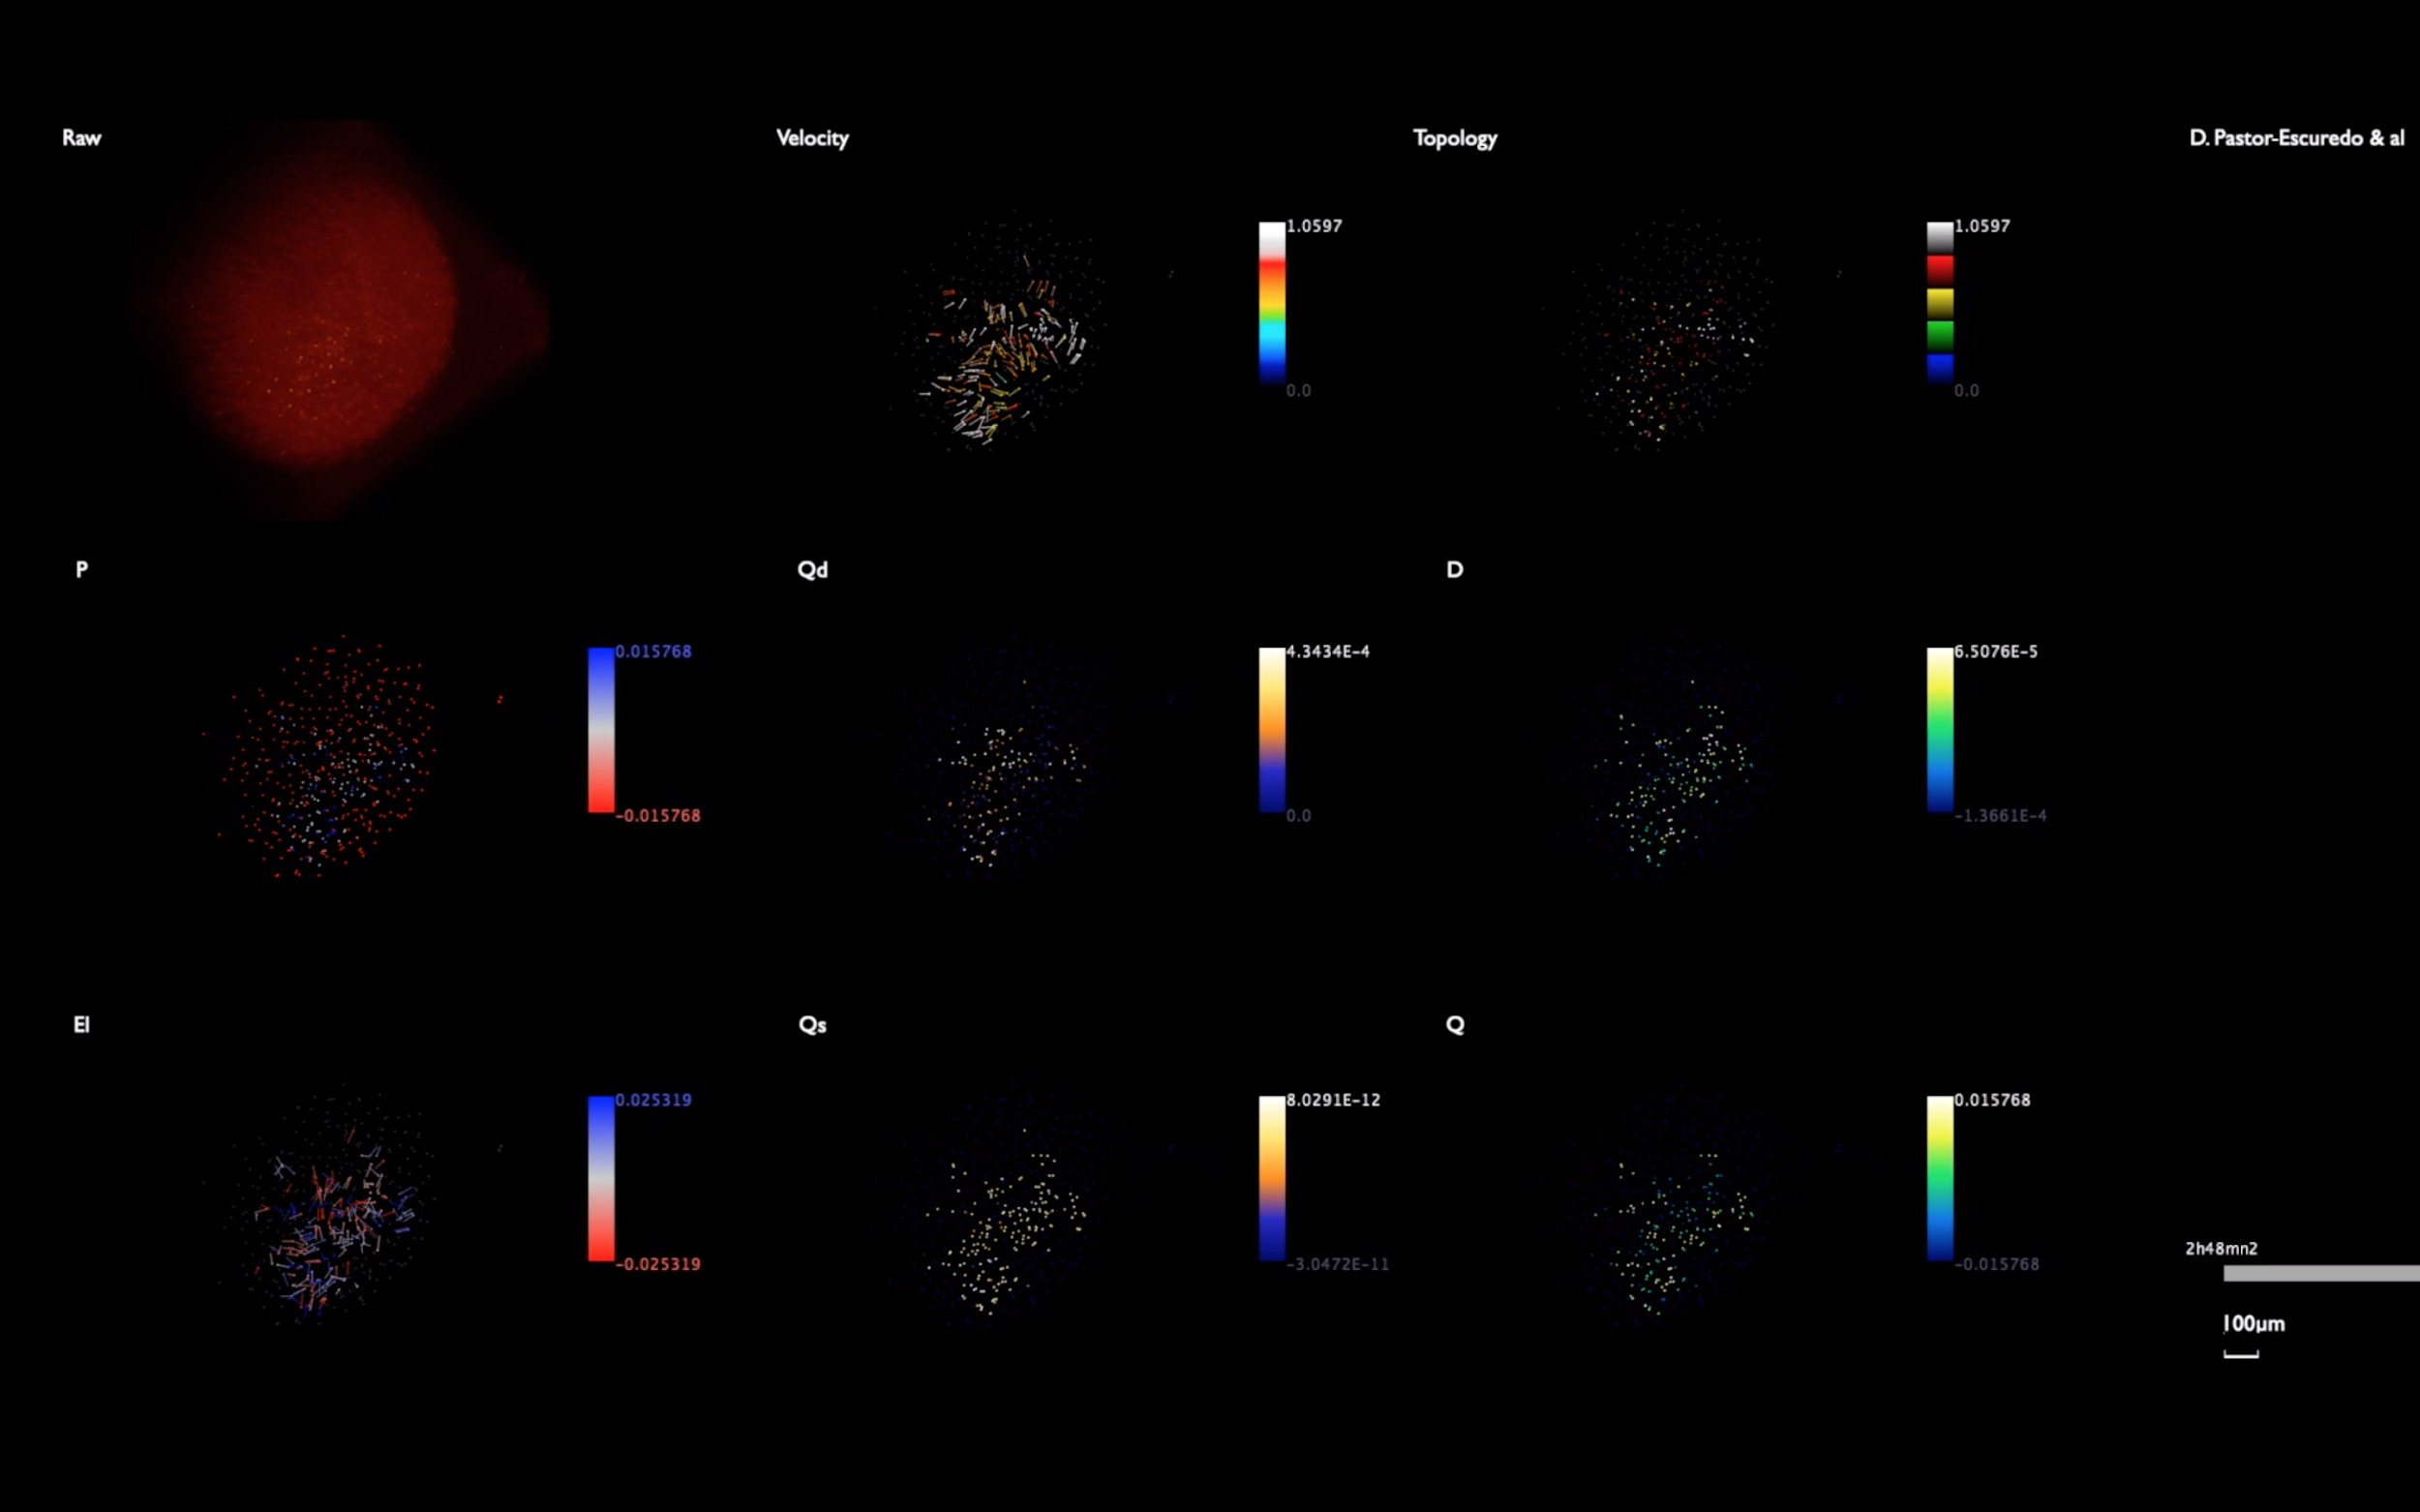 Raw
Velocity
Topology
D. Pastor-Escuredo & al
1.0597
0.0
1.0597
0.0
P
Qd
D
0.015768
-0.015768
4.3434E-4
0.0
6.5076E-5
-1.3661E-4
El
Qs
Q
0.025319
-0.025319
8.0291E-12
-3.0472E-11
0.015768
-0.015768
2h48mn2
100µm